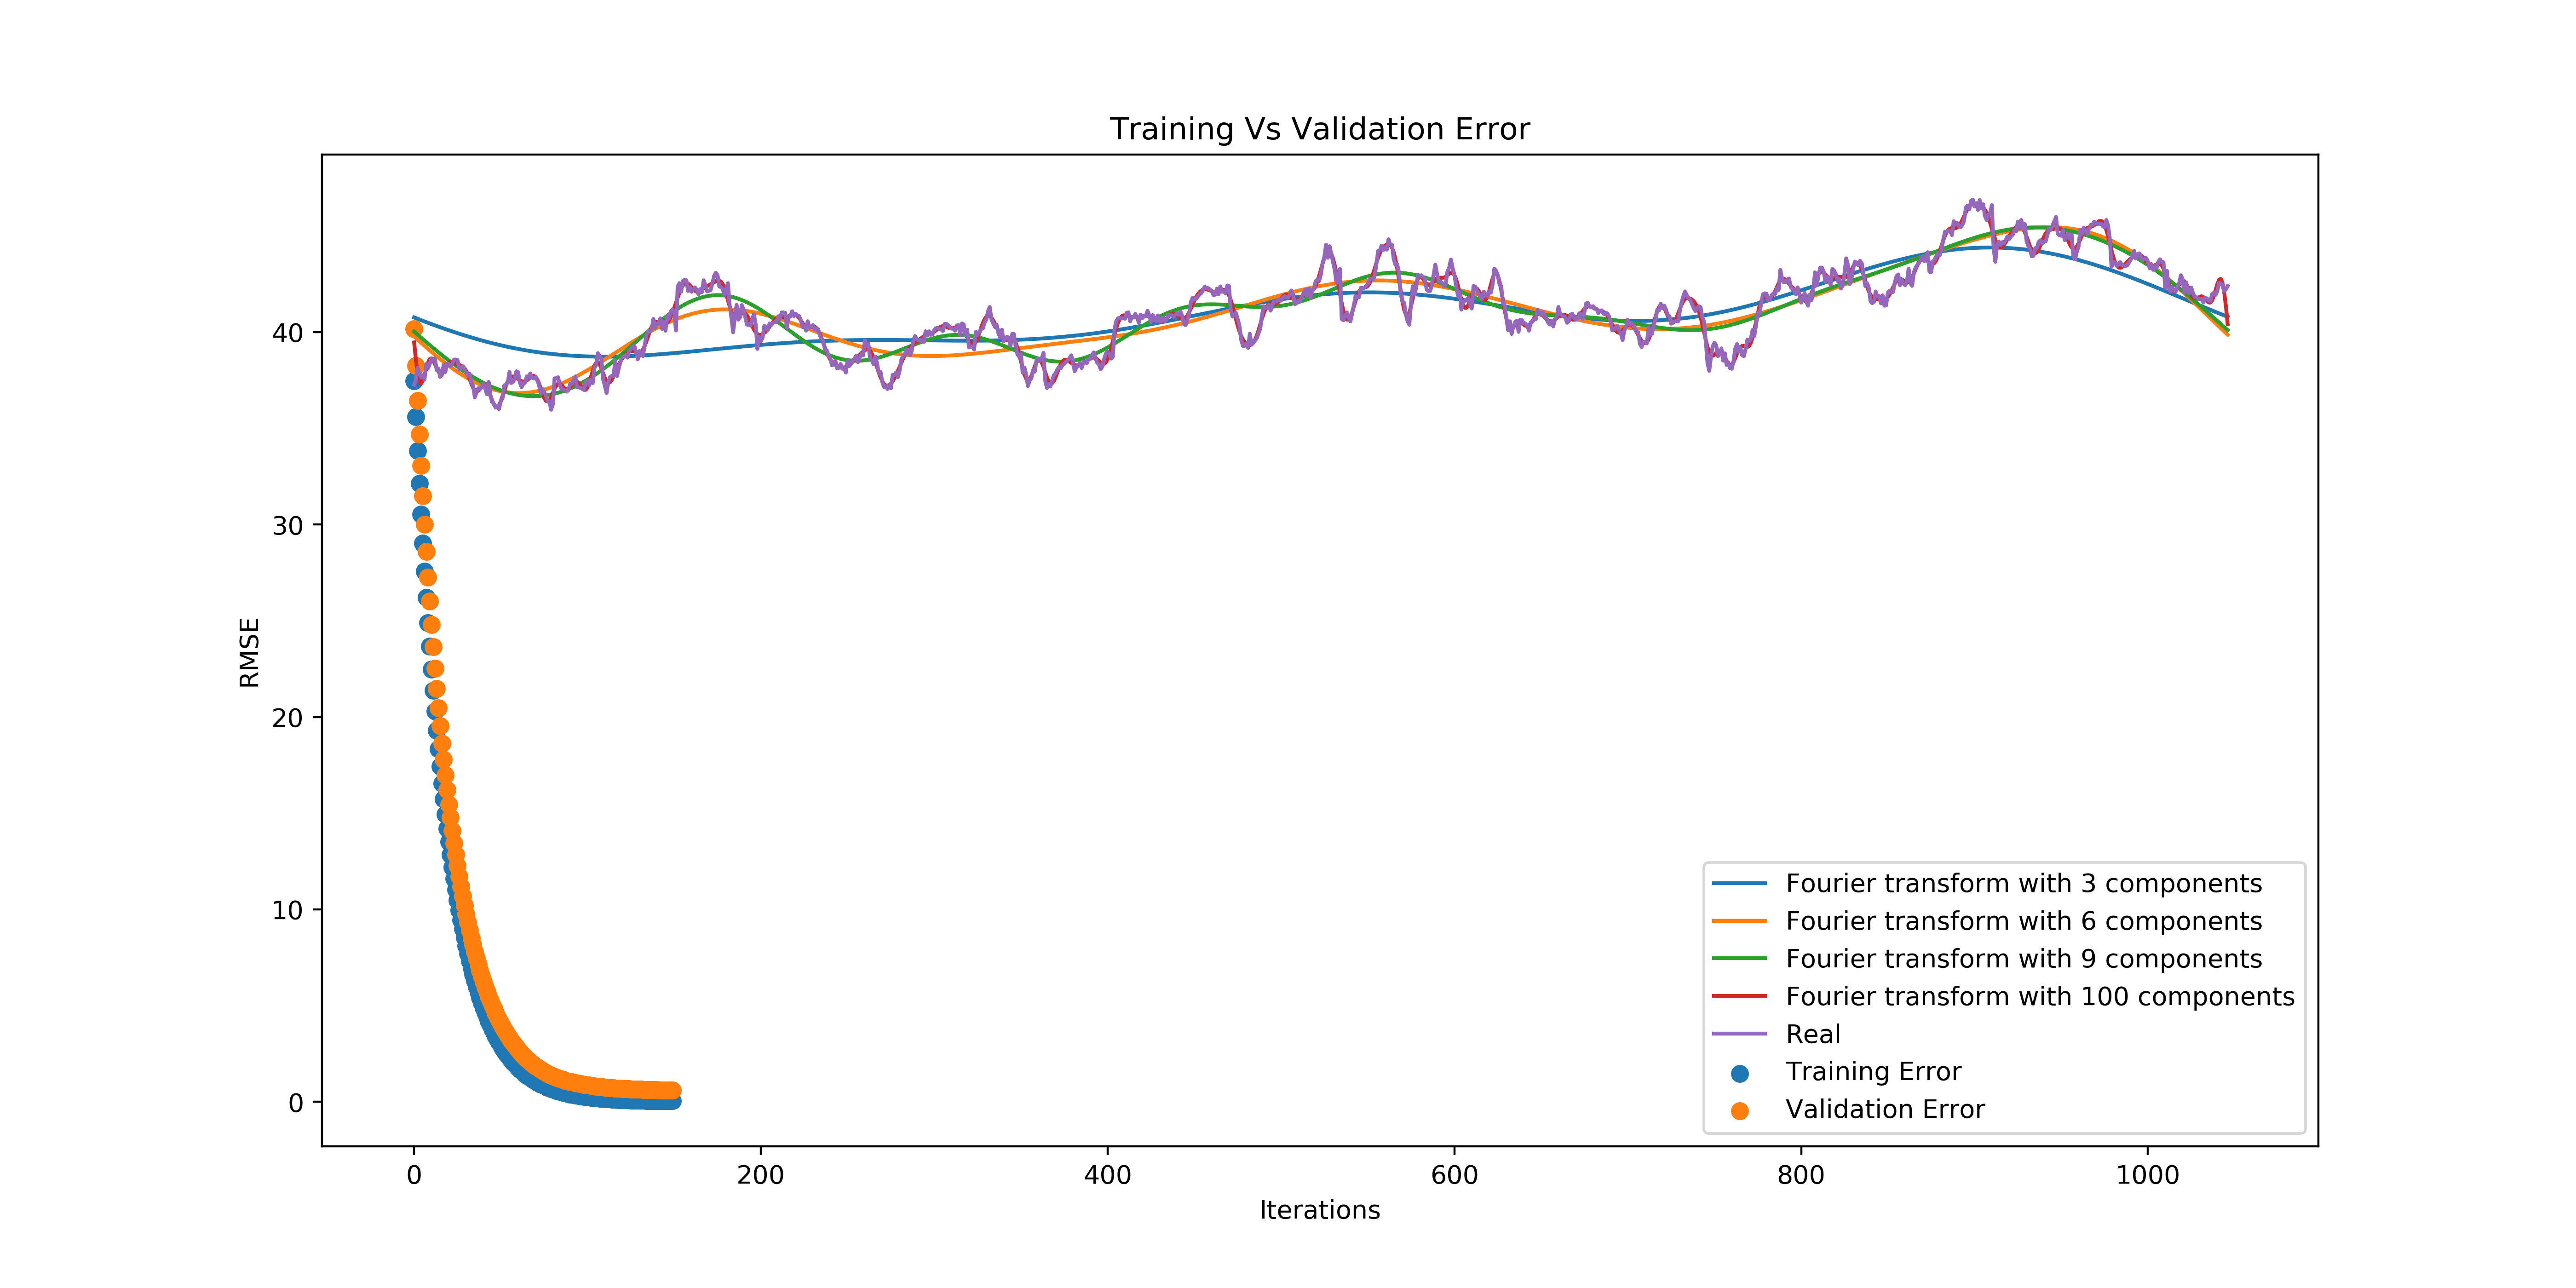 Training Vs Validation Error
RMSE
40
30
20
10
0
0 200 400 600 800 1000
Iterations
Fourier transform with 3 components
Fourier transform with 6 components
Fourier transform with 9 components
Fourier transform with 100 components
Real
Training Error
Validation Error